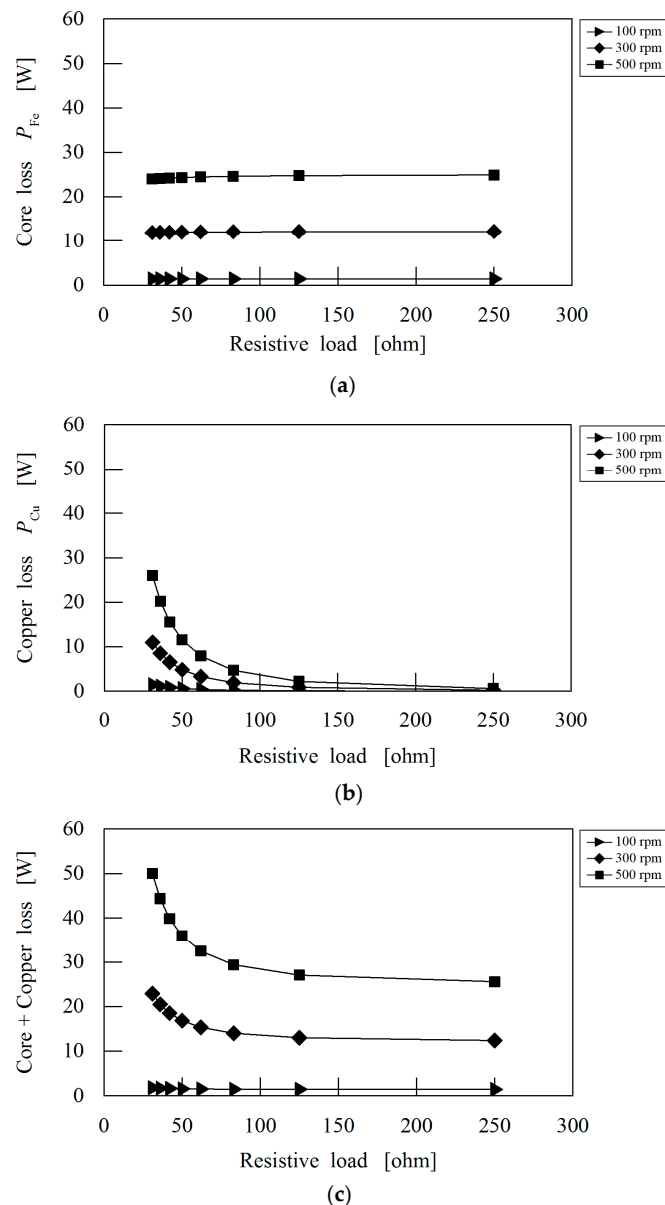 60
50
40
30
20
10
0
Core loss P_Fe [W]
0 50 100 150 200 250 300
Resistive load [ohm]
100 rpm
300 rpm
500 rpm
(a)
60
50
40
30
20
10
0
Copper loss P_Cu [W]
0 50 100 150 200 250 300
Resistive load [ohm]
100 rpm
300 rpm
500 rpm
(b)
60
50
40
30
20
10
0
Core + Copper loss [W]
0 50 100 150 200 250 300
Resistive load [ohm]
100 rpm
300 rpm
500 rpm
(c)